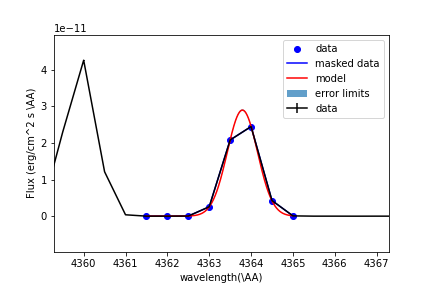 1e−11
data
masked data
model
error limits
data
Flux (erg/cm^2 s \AA)
4
3
2
1
0
4360 4361 4362 4363 4364 4365 4366 4367
wavelength(\AA)